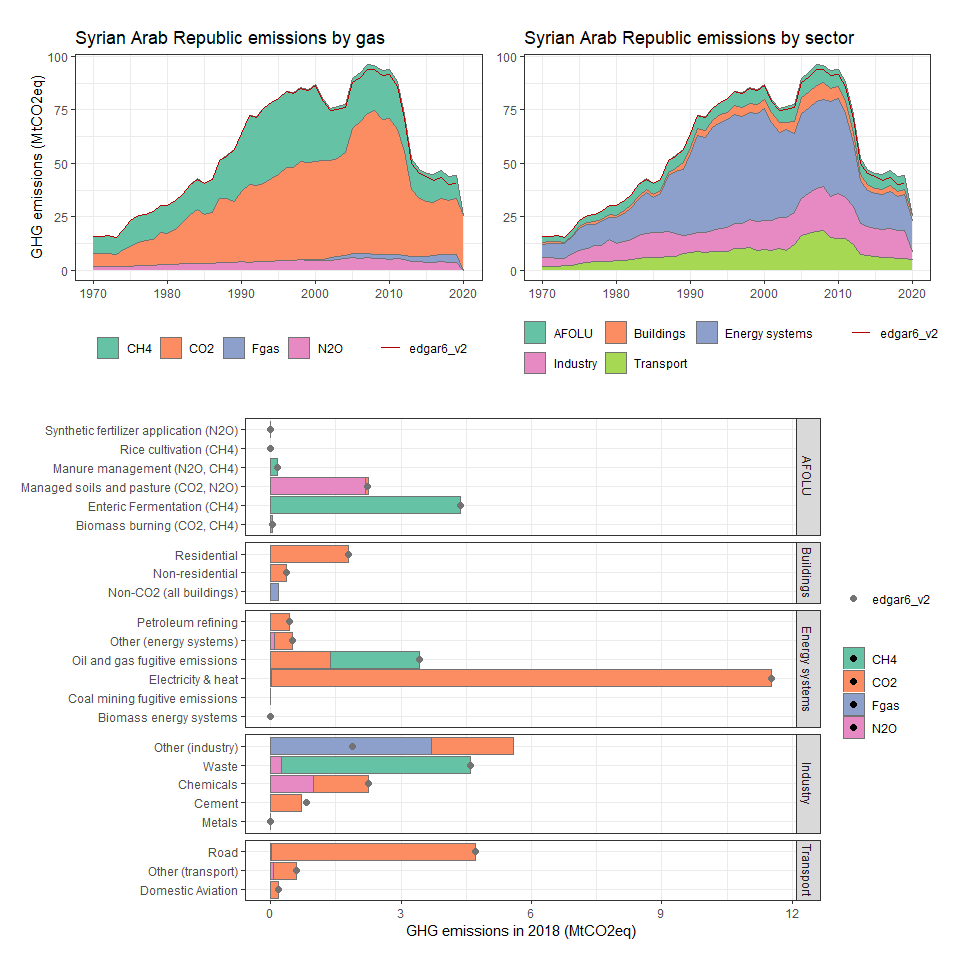 Syrian Arab Republic emissions by gas
GHG emissions (MtCO2eq)
100
75
50
25
0
1970 1980 1990 2000 2010 2020
CH4 CO2 Fgas N2O edgar6_v2
Syrian Arab Republic emissions by sector
100
75
50
25
0
1970 1980 1990 2000 2010 2020
AFOLU Buildings Energy systems edgar6_v2
Industry Transport
Synthetic fertilizer application (N2O)
Rice cultivation (CH4)
Manure management (N2O, CH4)
Managed soils and pasture (CO2, N2O)
Enteric Fermentation (CH4)
Biomass burning (CO2, CH4)
AFOLU
Residential
Non-residential
Non-CO2 (all buildings)
Buildings
Petroleum refining
Other (energy systems)
Oil and gas fugitive emissions
Electricity & heat
Coal mining fugitive emissions
Biomass energy systems
Energy systems
Other (industry)
Waste
Chemicals
Cement
Metals
Industry
Road
Other (transport)
Domestic Aviation
Transport
0 3 6 9 12
GHG emissions in 2018 (MtCO2eq)
edgar6_v2
CH4
CO2
Fgas
N2O